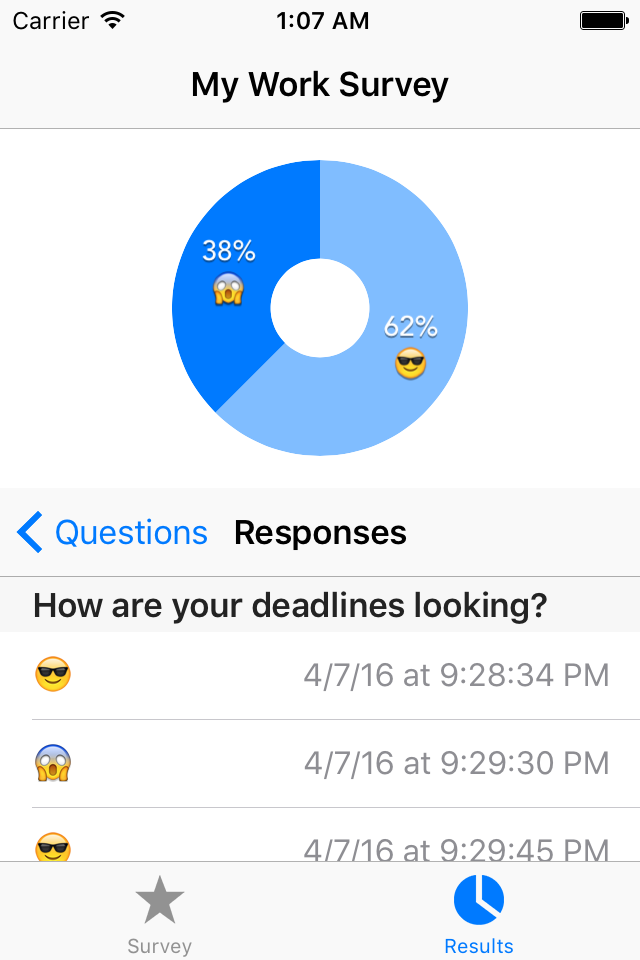 Carrier 1:07 AM
My Work Survey
38%
62%
Questions Responses
How are your deadlines looking?
4/7/16 at 9:28:34 PM
4/7/16 at 9:29:30 PM
4/7/16 at 9:29:45 PM
Survey Results